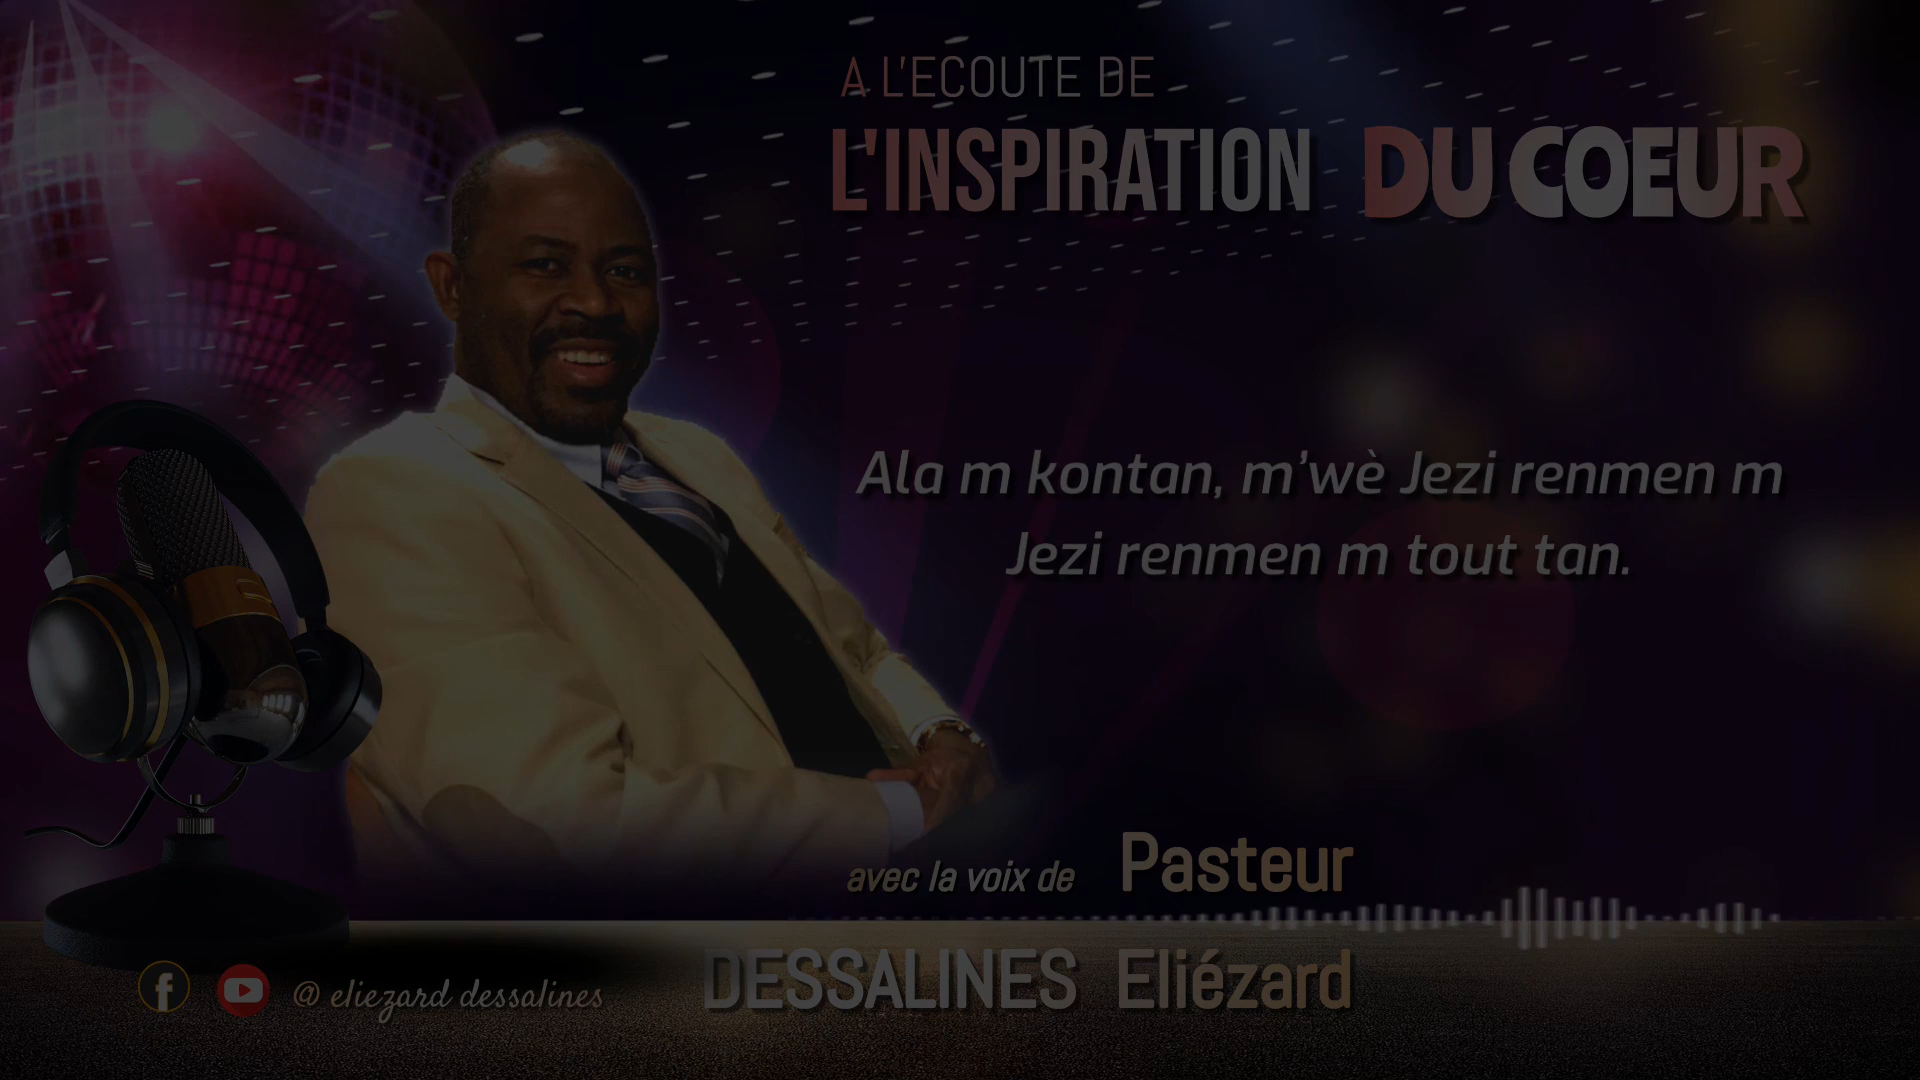 A L'ECOUTE DE
L'INSPIRATION DU COEUR
Ala m kontan, m’wè Jezi renmen m
Jezi renmen m tout tan.
avec la voix de Pasteur
DESSALINES Eliézard
@ eliezard dessalines